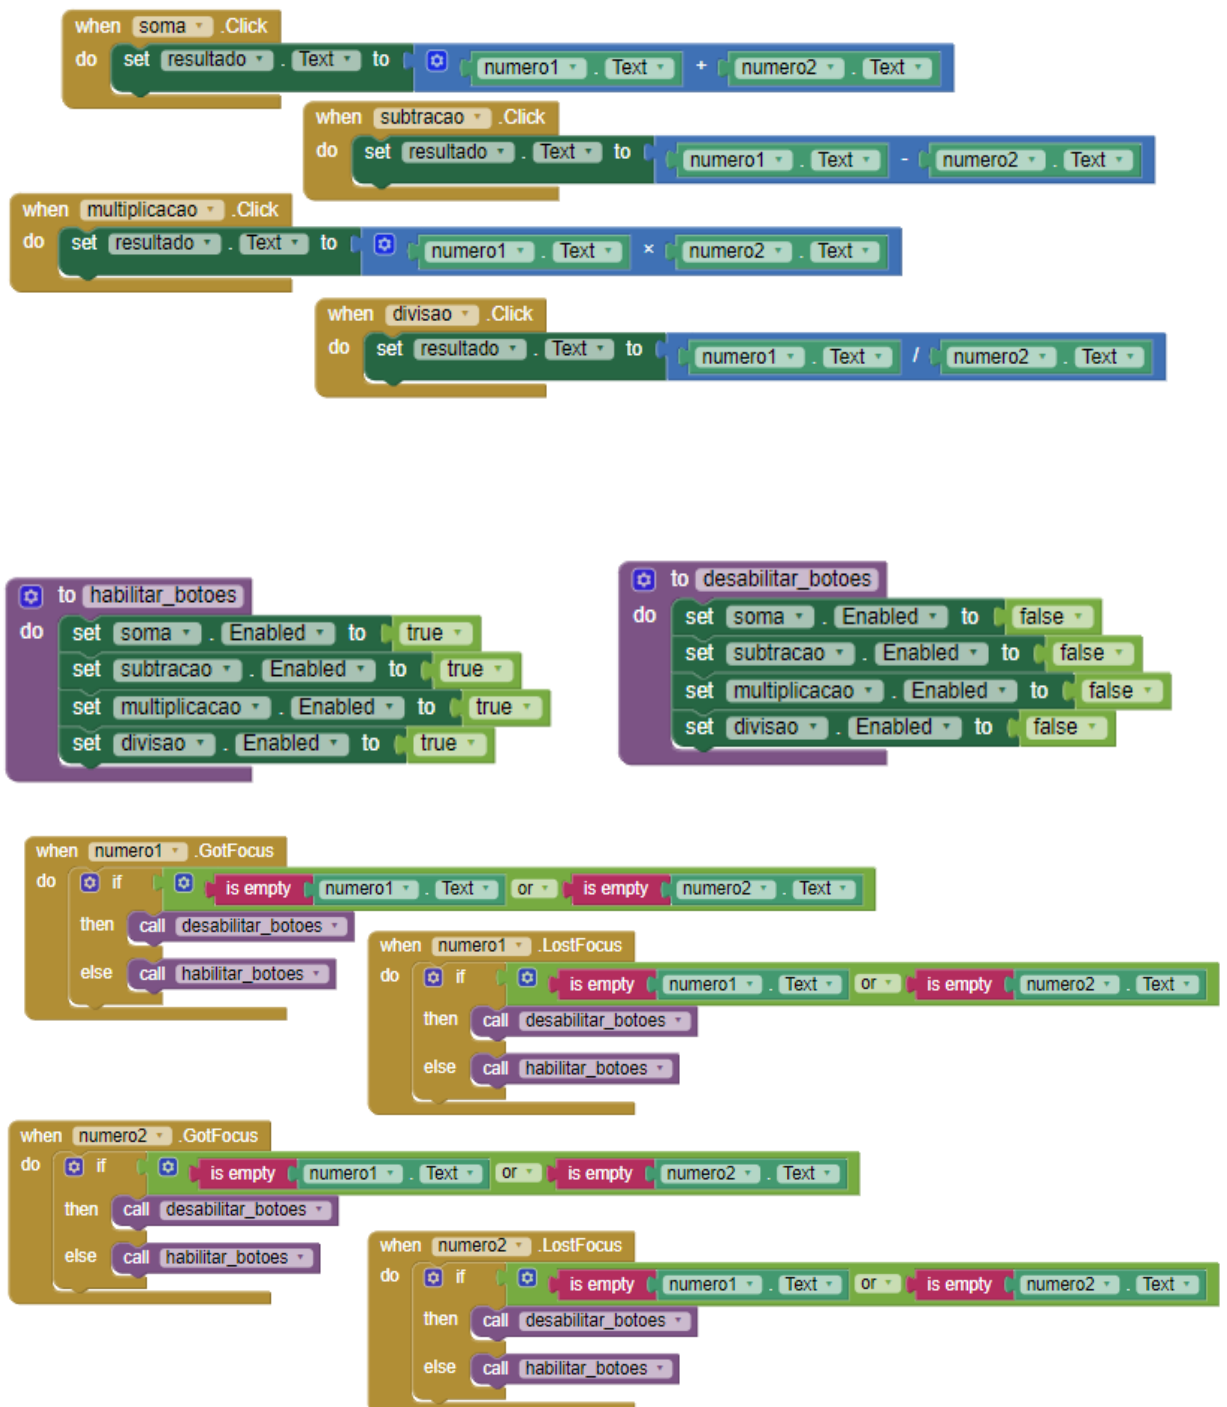 when soma .Click
do set resultado . Text to numero1 . Text + numero2 . Text
when subtracao .Click
do set resultado . Text to numero1 . Text - numero2 . Text
when multiplicacao .Click
do set resultado . Text to numero1 . Text × numero2 . Text
when divisao .Click
do set resultado . Text to numero1 . Text / numero2 . Text
to habilitar_botoes
do set soma . Enabled to true
set subtracao . Enabled to true
set multiplicacao . Enabled to true
set divisao . Enabled to true
to desabilitar_botoes
do set soma . Enabled to false
set subtracao . Enabled to false
set multiplicacao . Enabled to false
set divisao . Enabled to false
when numero1 .GotFocus
do if is empty numero1 . Text or is empty numero2 . Text
then call desabilitar_botoes
else call habilitar_botoes
when numero1 .LostFocus
do if is empty numero1 . Text or is empty numero2 . Text
then call desabilitar_botoes
else call habilitar_botoes
when numero2 .GotFocus
do if is empty numero1 . Text or is empty numero2 . Text
then call desabilitar_botoes
else call habilitar_botoes
when numero2 .LostFocus
do if is empty numero1 . Text or is empty numero2 . Text
then call desabilitar_botoes
else call habilitar_botoes